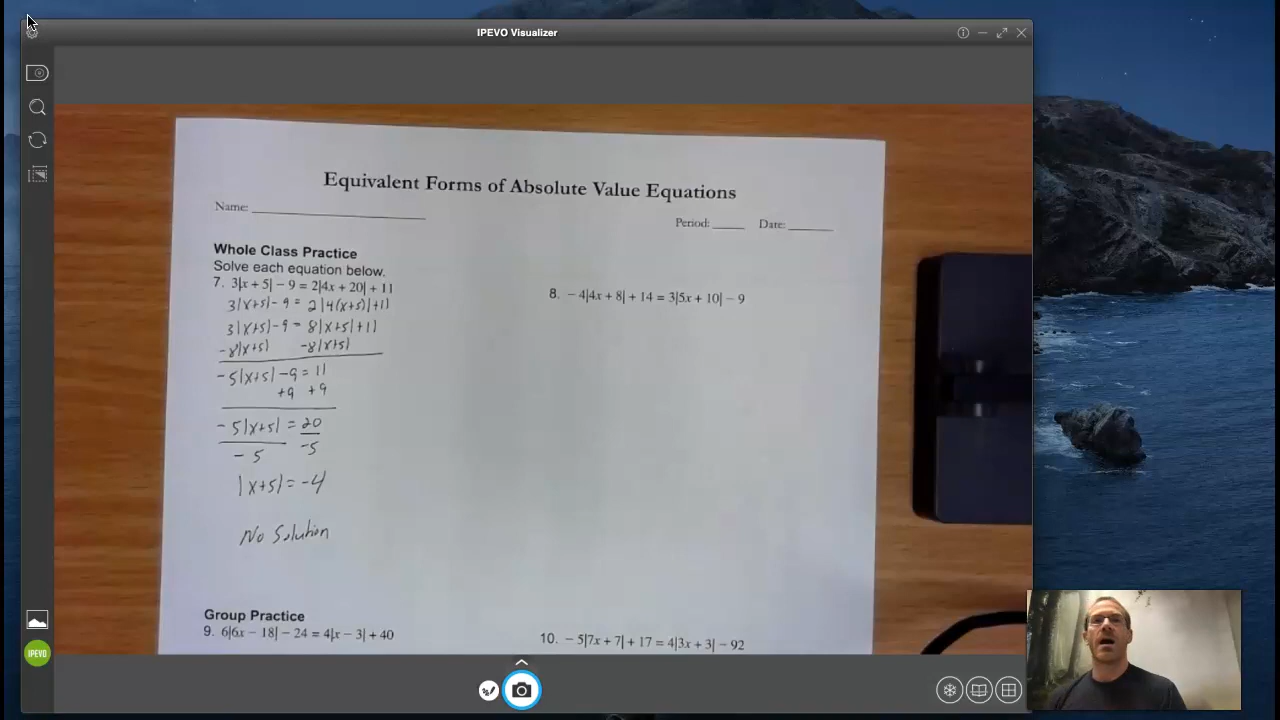 IPEVO Visualizer
Equivalent Forms of Absolute Value Equations
Name: ____________
Period: _____ Date: _____
Whole Class Practice
Solve each equation below.
7. 3|x + 5| − 9 = 2|4x + 20| + 11
3|x+5|-9 = 2|4(x+5)|+11
3|x+5|-9 = 8|x+5|+11
-8|x+5| -8|x+5|
-5|x+5| -9 = 11
+9 +9
-5|x+5| = 20
-5 -5
|x+5| = -4
No Solution
8. − 4|4x + 8| + 14 = 3|5x + 10| − 9
Group Practice
9. 6|6x − 18| − 24 = 4|x − 3| + 40
10. − 5|7x + 7| + 17 = 4|3x + 3| − 92
IPEVO